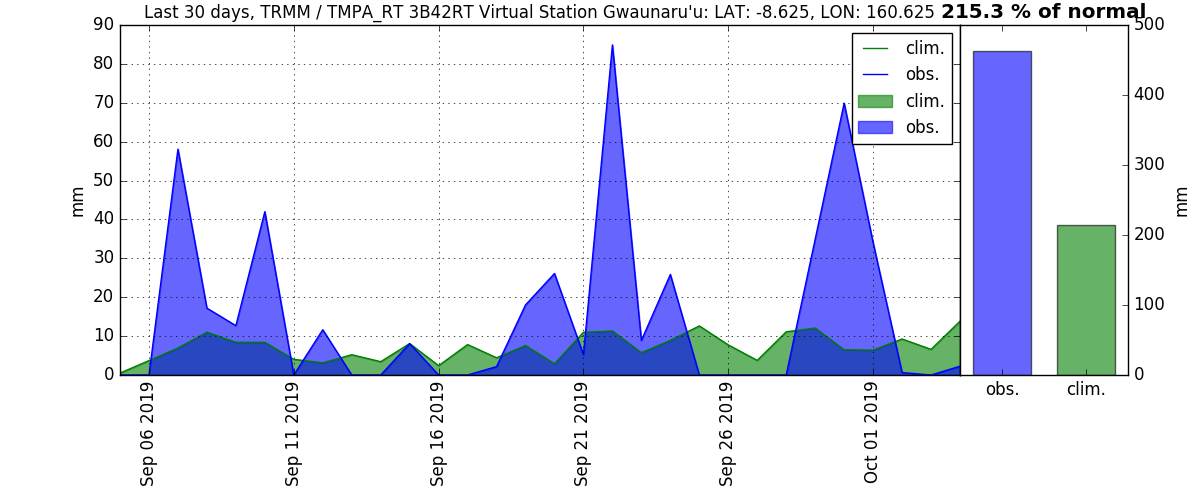 Last 30 days, TRMM / TMPA_RT 3B42RT Virtual Station Gwaunaru'u: LAT: -8.625, LON: 160.625 215.3 % of normal
90
80
70
60
50
40
30
20
10
0
mm
clim.
obs.
clim.
obs.
Sep 06 2019
Sep 11 2019
Sep 16 2019
Sep 21 2019
Sep 26 2019
Oct 01 2019
500
400
300
200
100
0
mm
obs.
clim.